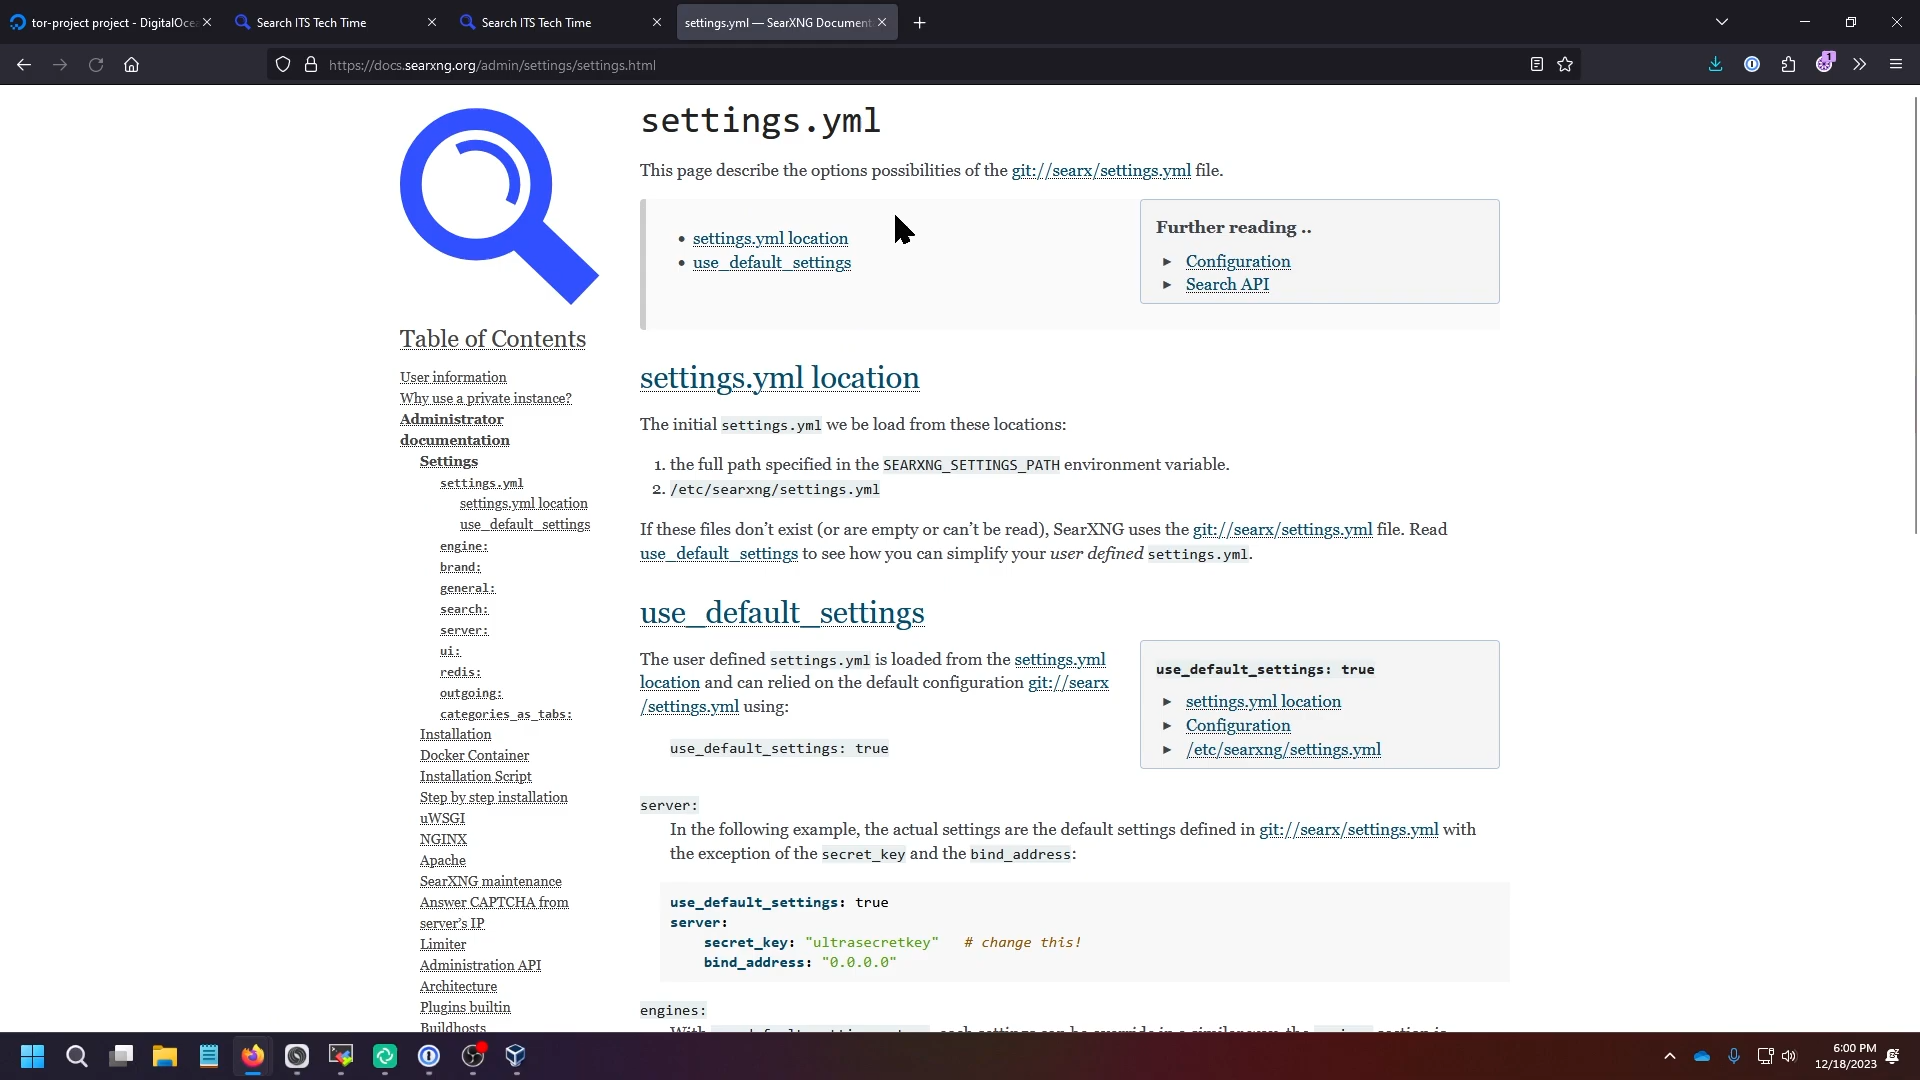 tor-project project - DigitalOce
Search ITS Tech Time
Search ITS Tech Time
settings.yml — SearXNG Document
https://docs.searxng.org/admin/settings/settings.html
1
settings.yml
This page describe the options possibilities of the git://searx/settings.yml file.
• settings.yml location
• use_default_settings
Further reading ..
► Configuration
► Search API
Table of Contents
User information
Why use a private instance?
Administrator
documentation
Settings
settings.yml
settings.yml location
use_default_settings
engine:
brand:
general:
search:
server:
ui:
redis:
outgoing:
categories_as_tabs:
Installation
Docker Container
Installation Script
Step by step installation
uWSGI
NGINX
Apache
SearXNG maintenance
Answer CAPTCHA from
server's IP
Limiter
Administration API
Architecture
Plugins builtin
Buildhosts
settings.yml location
The initial settings.yml we be load from these locations:
1. the full path specified in the SEARXNG_SETTINGS_PATH environment variable.
2. /etc/searxng/settings.yml
If these files don't exist (or are empty or can't be read), SearXNG uses the git://searx/settings.yml file. Read
use_default_settings to see how you can simplify your user defined settings.yml.
use_default_settings
The user defined settings.yml is loaded from the settings.yml
location and can relied on the default configuration git://searx
/settings.yml using:
use_default_settings: true
use_default_settings: true
► settings.yml location
► Configuration
► /etc/searxng/settings.yml
server:
In the following example, the actual settings are the default settings defined in git://searx/settings.yml with
the exception of the secret_key and the bind_address:
use_default_settings: true
server:
secret_key: "ultrasecretkey" # change this!
bind_address: "0.0.0.0"
engines:
6:00 PM
12/18/2023